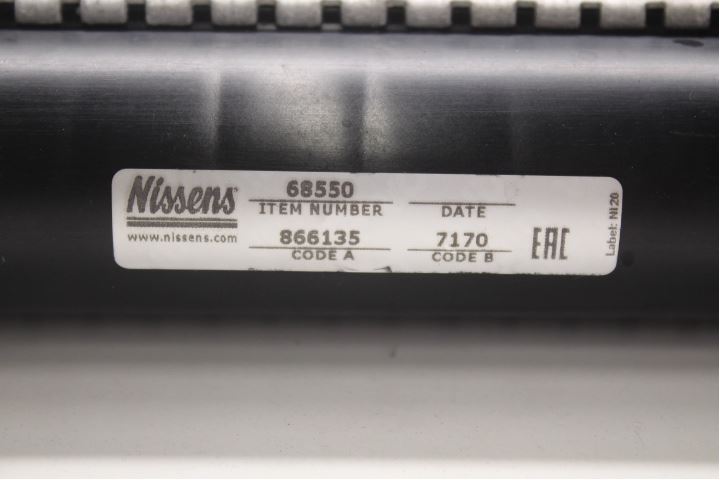 Nissens
www.nissens.com
68550
ITEM NUMBER
DATE
866135
CODE A
7170
CODE B
EAC
Label: NI20